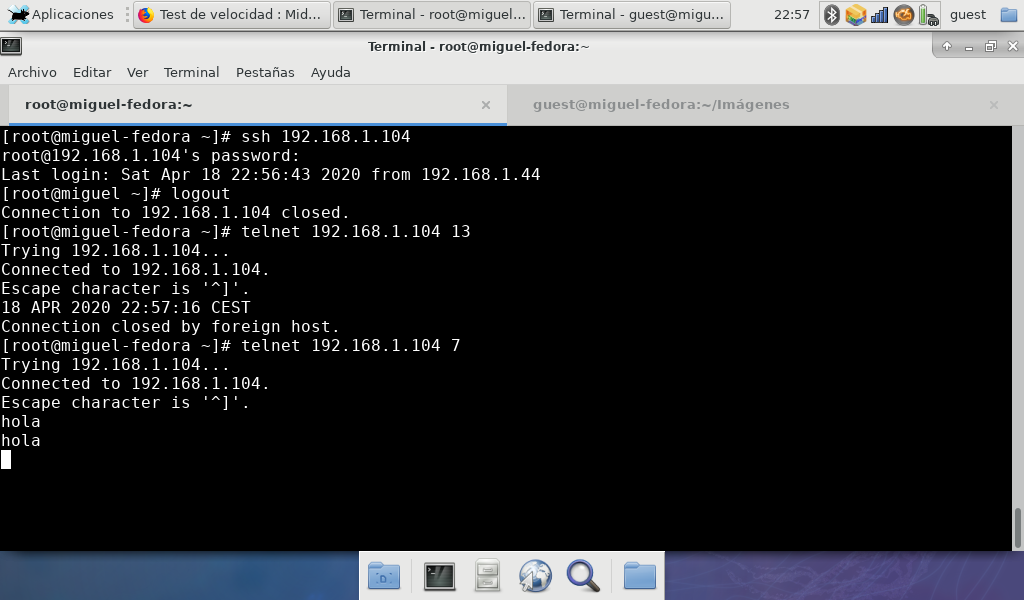 Aplicaciones
Test de velocidad : Mid...
Terminal - root@miguel...
Terminal - guest@migu...
22:57
guest
Terminal - root@miguel-fedora:~
Archivo Editar Ver Terminal Pestañas Ayuda
root@miguel-fedora:~
guest@miguel-fedora:~/Imágenes
[root@miguel-fedora ~]# ssh 192.168.1.104
root@192.168.1.104's password:
Last login: Sat Apr 18 22:56:43 2020 from 192.168.1.44
[root@miguel ~]# logout
Connection to 192.168.1.104 closed.
[root@miguel-fedora ~]# telnet 192.168.1.104 13
Trying 192.168.1.104...
Connected to 192.168.1.104.
Escape character is '^]'.
18 APR 2020 22:57:16 CEST
Connection closed by foreign host.
[root@miguel-fedora ~]# telnet 192.168.1.104 7
Trying 192.168.1.104...
Connected to 192.168.1.104.
Escape character is '^]'.
hola
hola